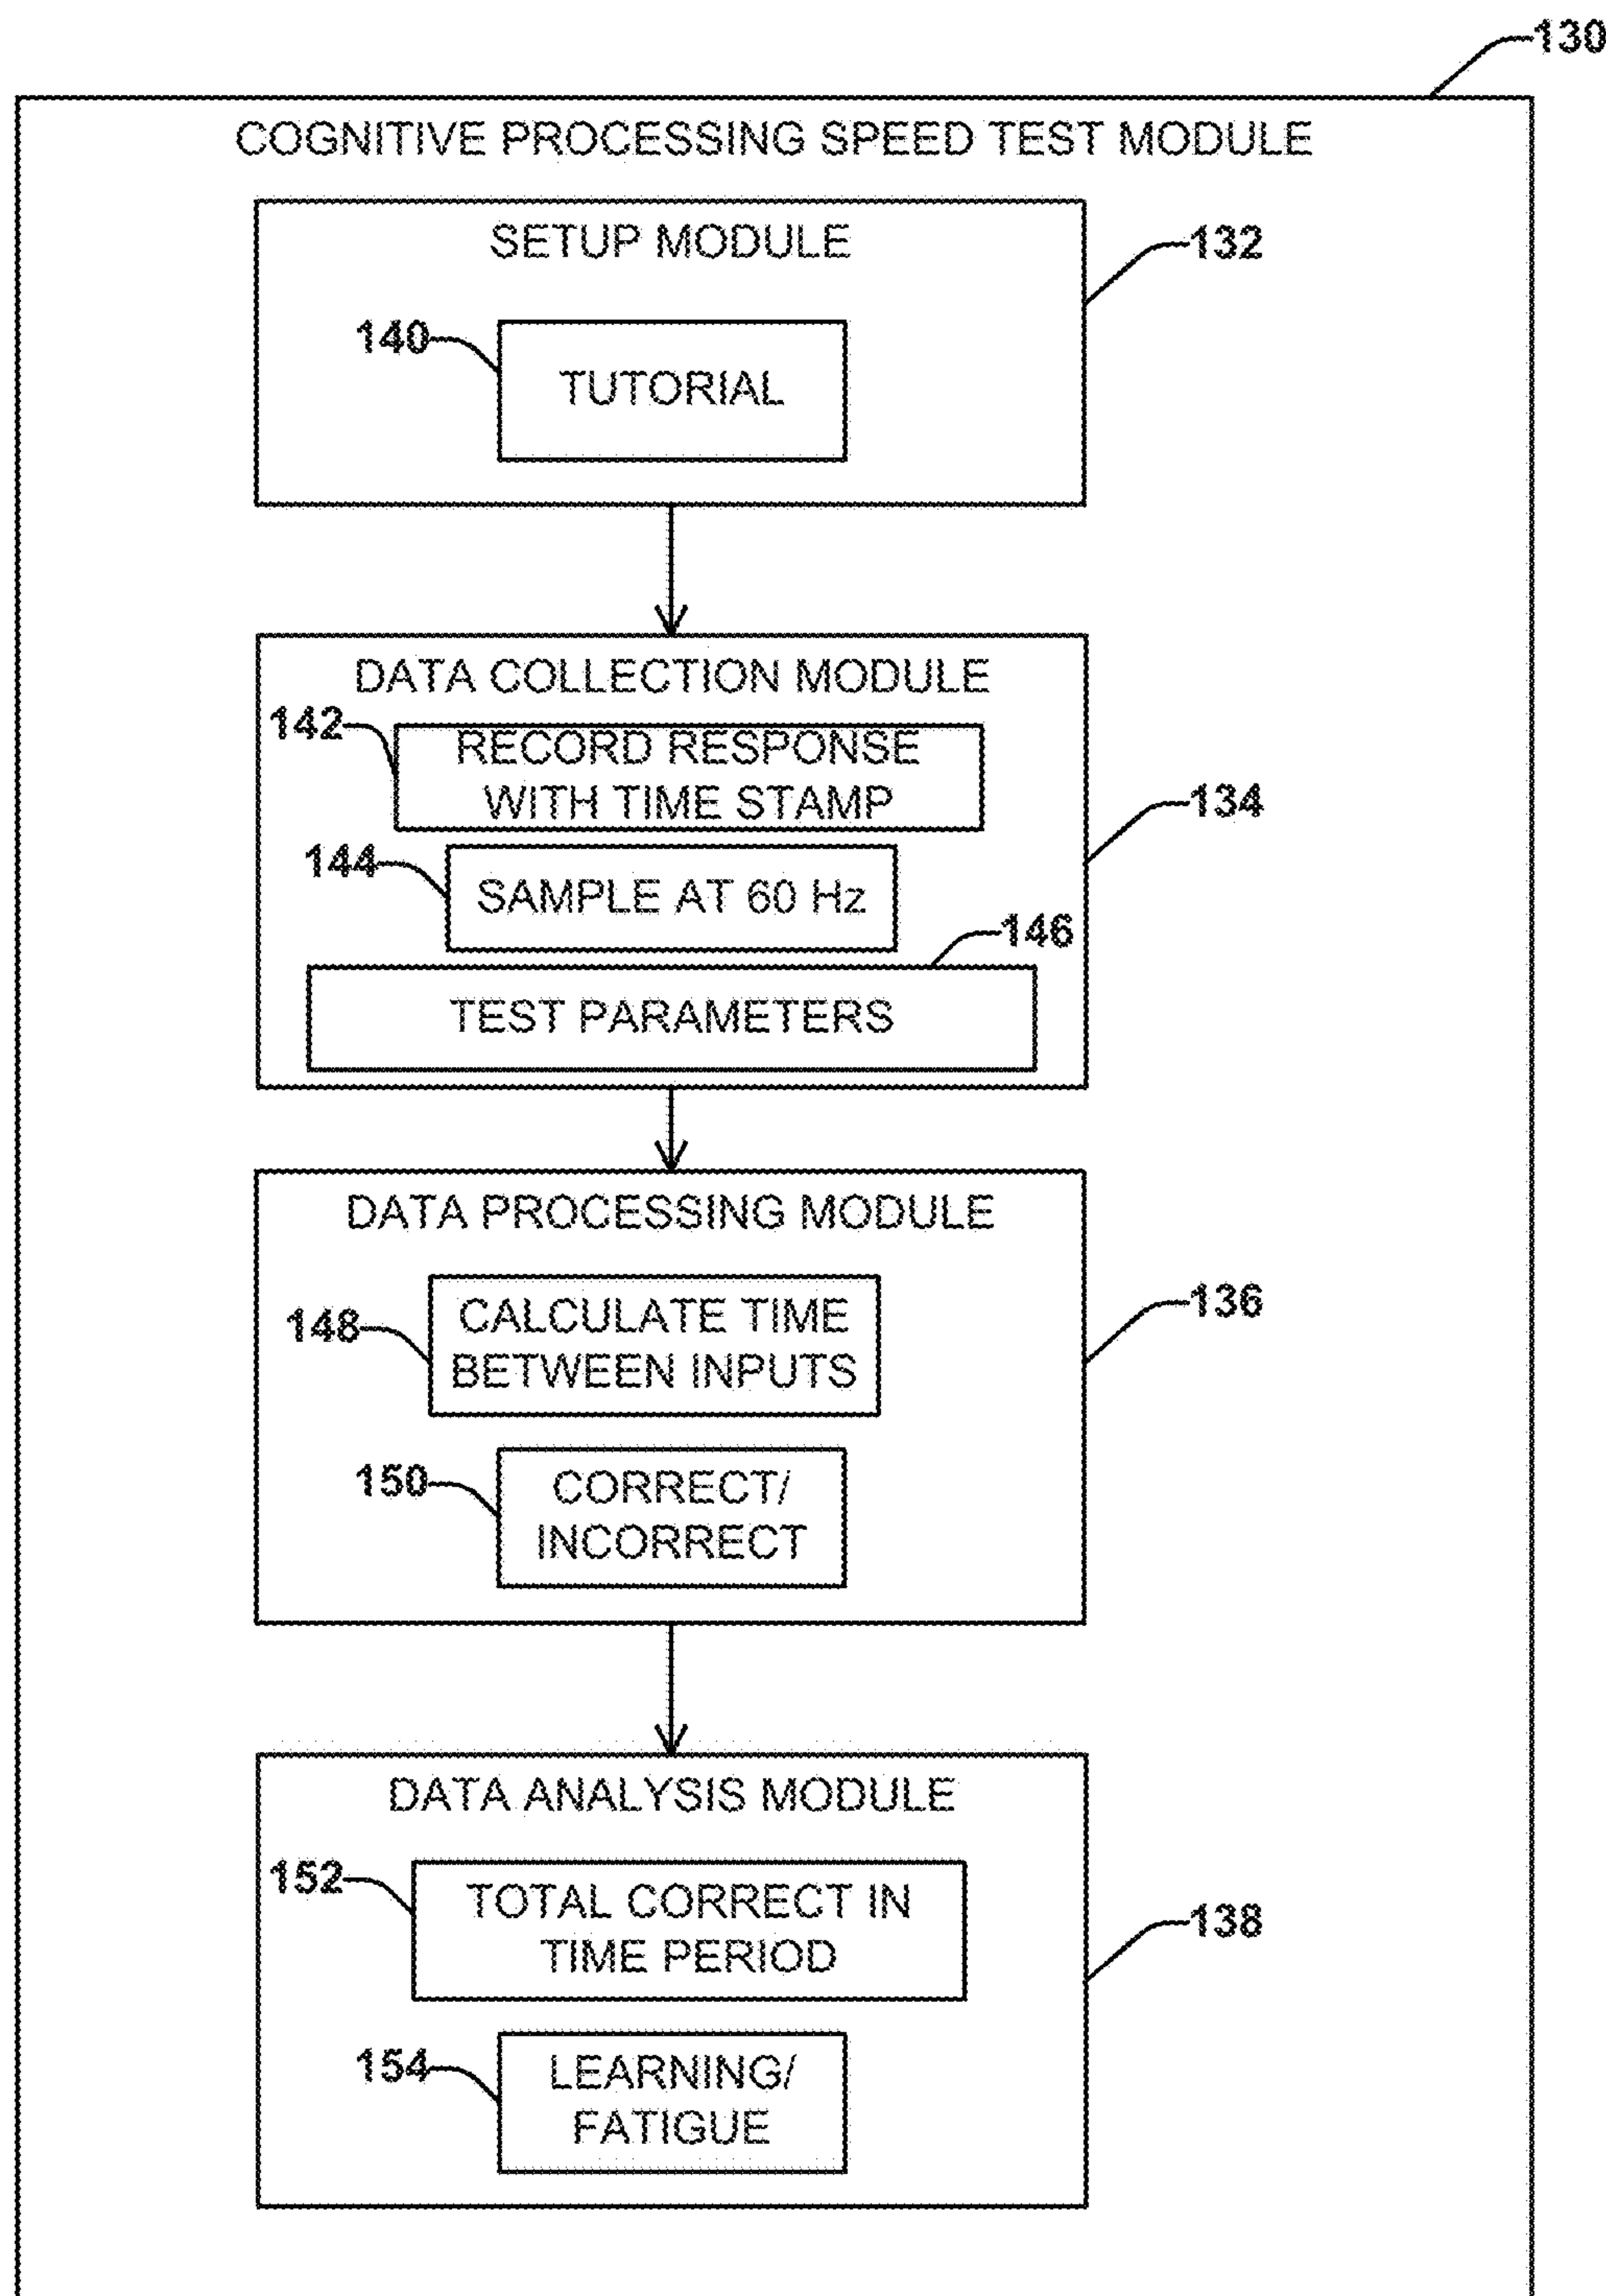 130
COGNITIVE PROCESSING SPEED TEST MODULE
SETUP MODULE
132
140
TUTORIAL
DATA COLLECTION MODULE
142
RECORD RESPONSE
WITH TIME STAMP
134
144
SAMPLE AT 60 Hz
146
TEST PARAMETERS
DATA PROCESSING MODULE
136
148
CALCULATE TIME
BETWEEN INPUTS
150
CORRECT/
INCORRECT
DATA ANALYSIS MODULE
152
TOTAL CORRECT IN
TIME PERIOD
138
154
LEARNING/
FATIGUE